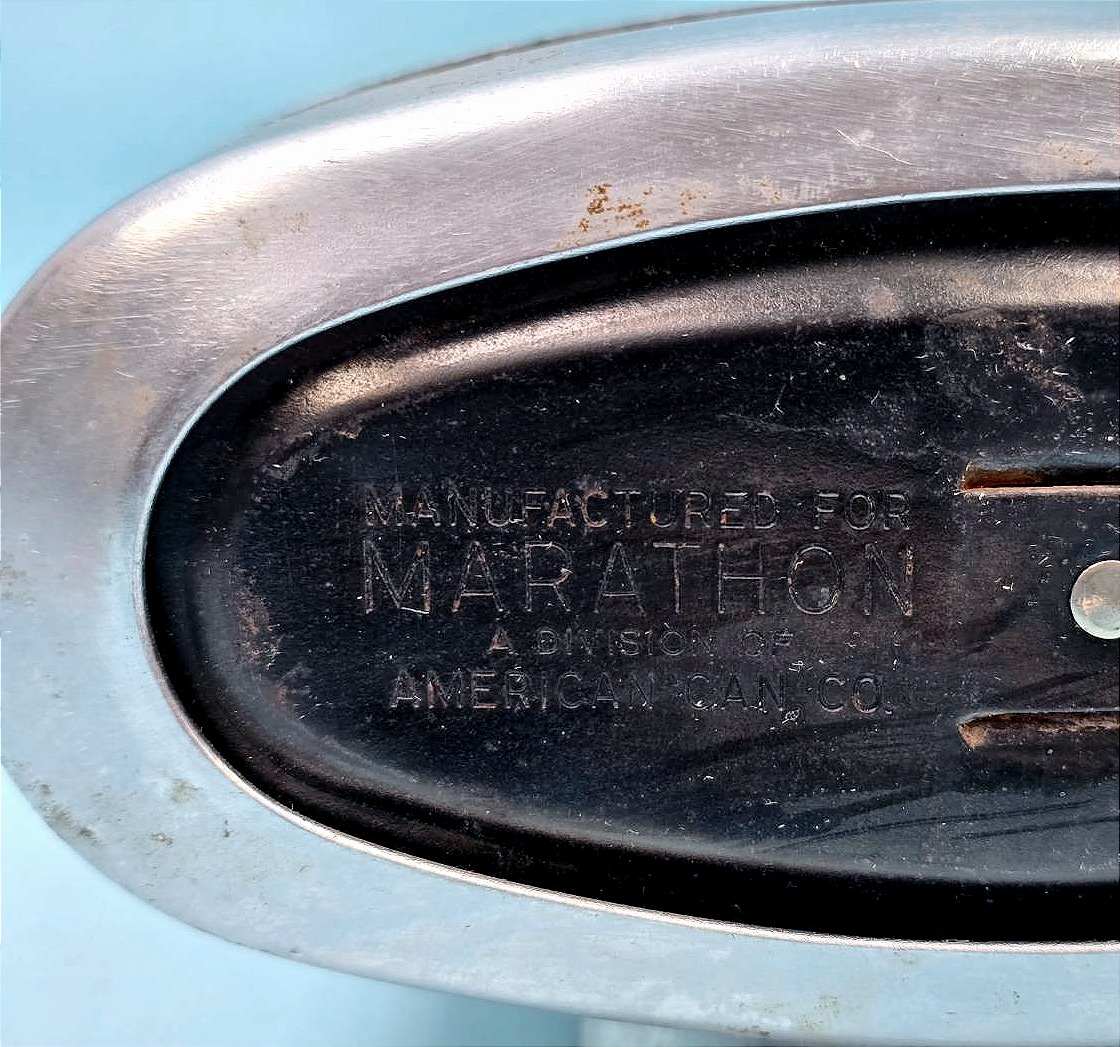 MANUFACTURED FOR
MARATHON
A DIVISION OF
AMERICAN CAN CO.